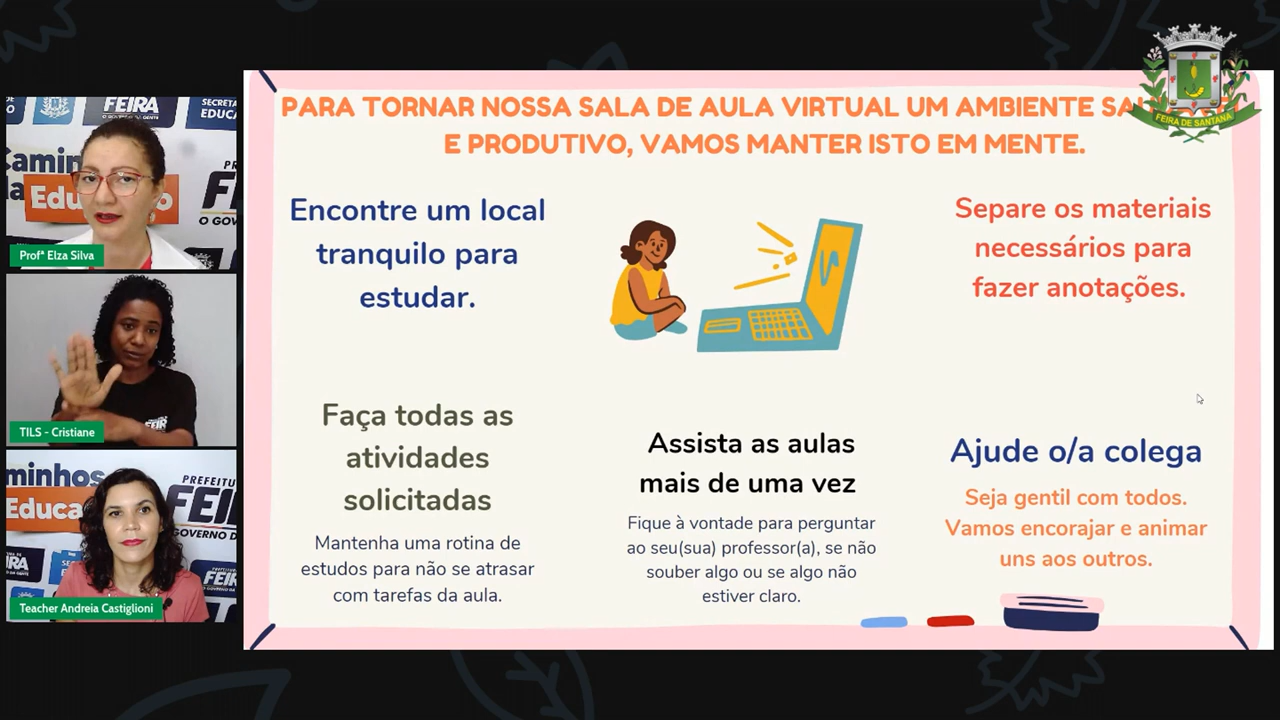 PARA TORNAR NOSSA SALA DE AULA VIRTUAL UM AMBIENTE
E PRODUTIVO, VAMOS MANTER ISTO EM MENTE.
FEIRA DE SANTANA
Encontre um local
tranquilo para
estudar.
Separe os materiais
necessários para
fazer anotações.
Faça todas as
atividades
solicitadas
Mantenha uma rotina de
estudos para não se atrasar
com tarefas da aula.
Assista as aulas
mais de uma vez
Fique à vontade para perguntar
ao seu(sua) professor(a), se não
souber algo ou se algo não
estiver claro.
Ajude o/a colega
Seja gentil com todos.
Vamos encorajar e animar
uns aos outros.
FEIRA
Profª Elza Silva
TILS - Cristiane
Teacher Andreia Castiglioni